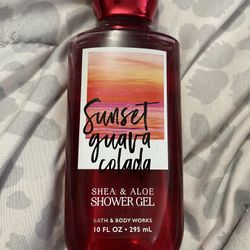 Sunset
guava
colada
SHEA & ALOE
SHOWER GEL
BATH & BODY WORKS
10 FL OZ • 295 mL